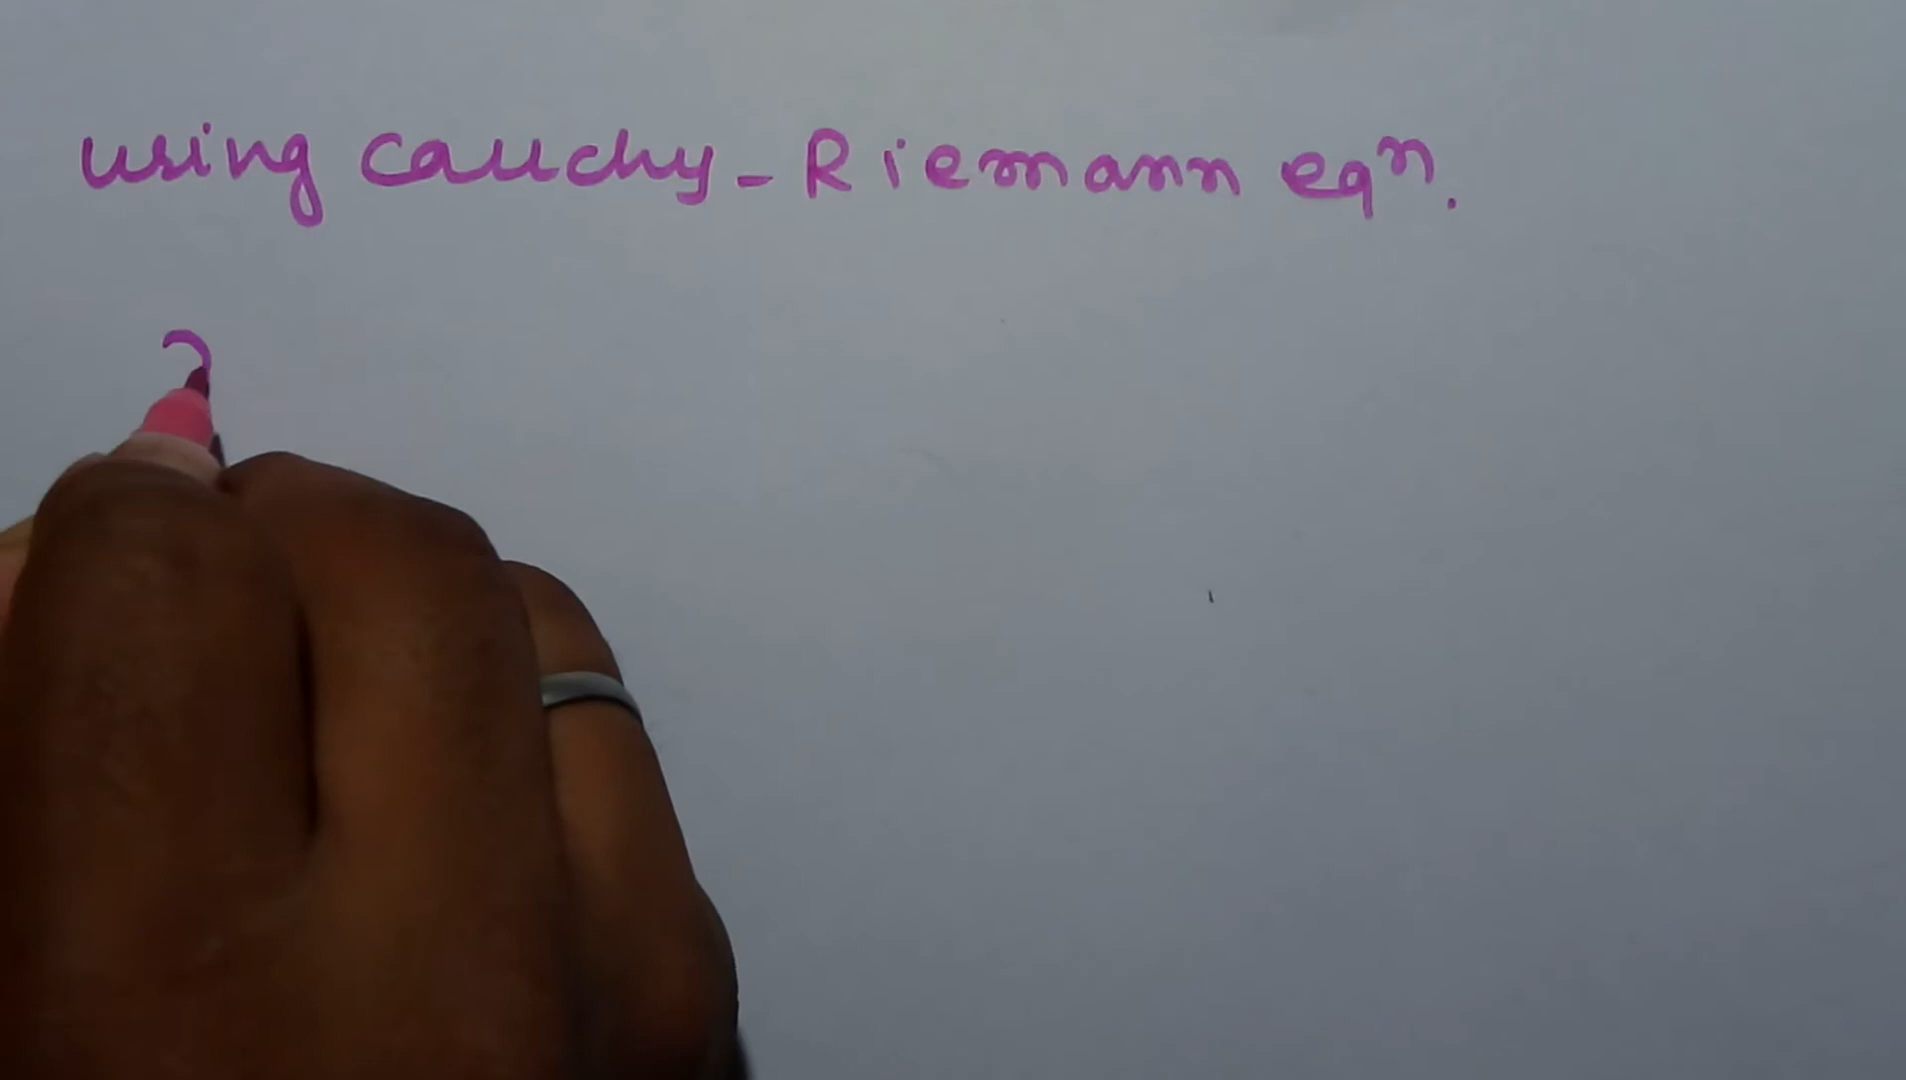 using cauchy - Riemann eqⁿ.